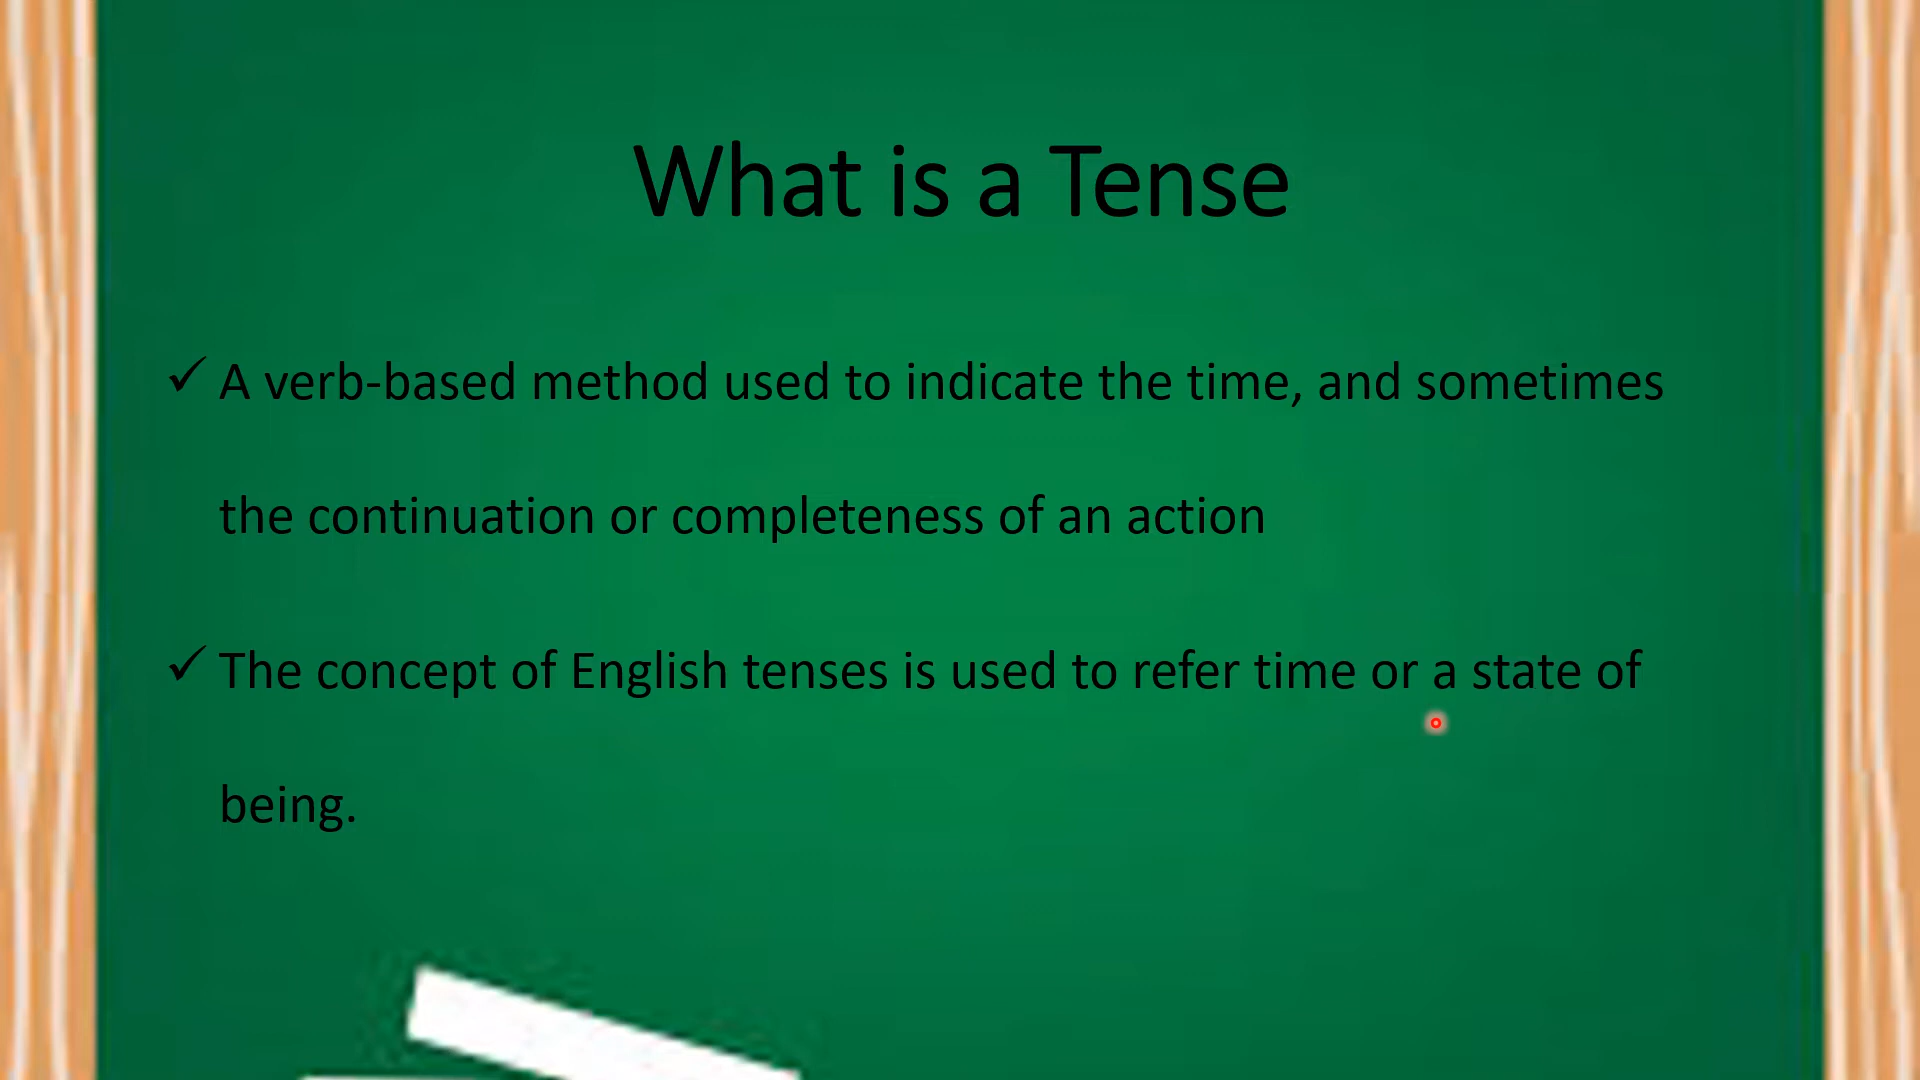 What is a Tense
✓ A verb-based method used to indicate the time, and sometimes
the continuation or completeness of an action
✓ The concept of English tenses is used to refer time or a state of
being.